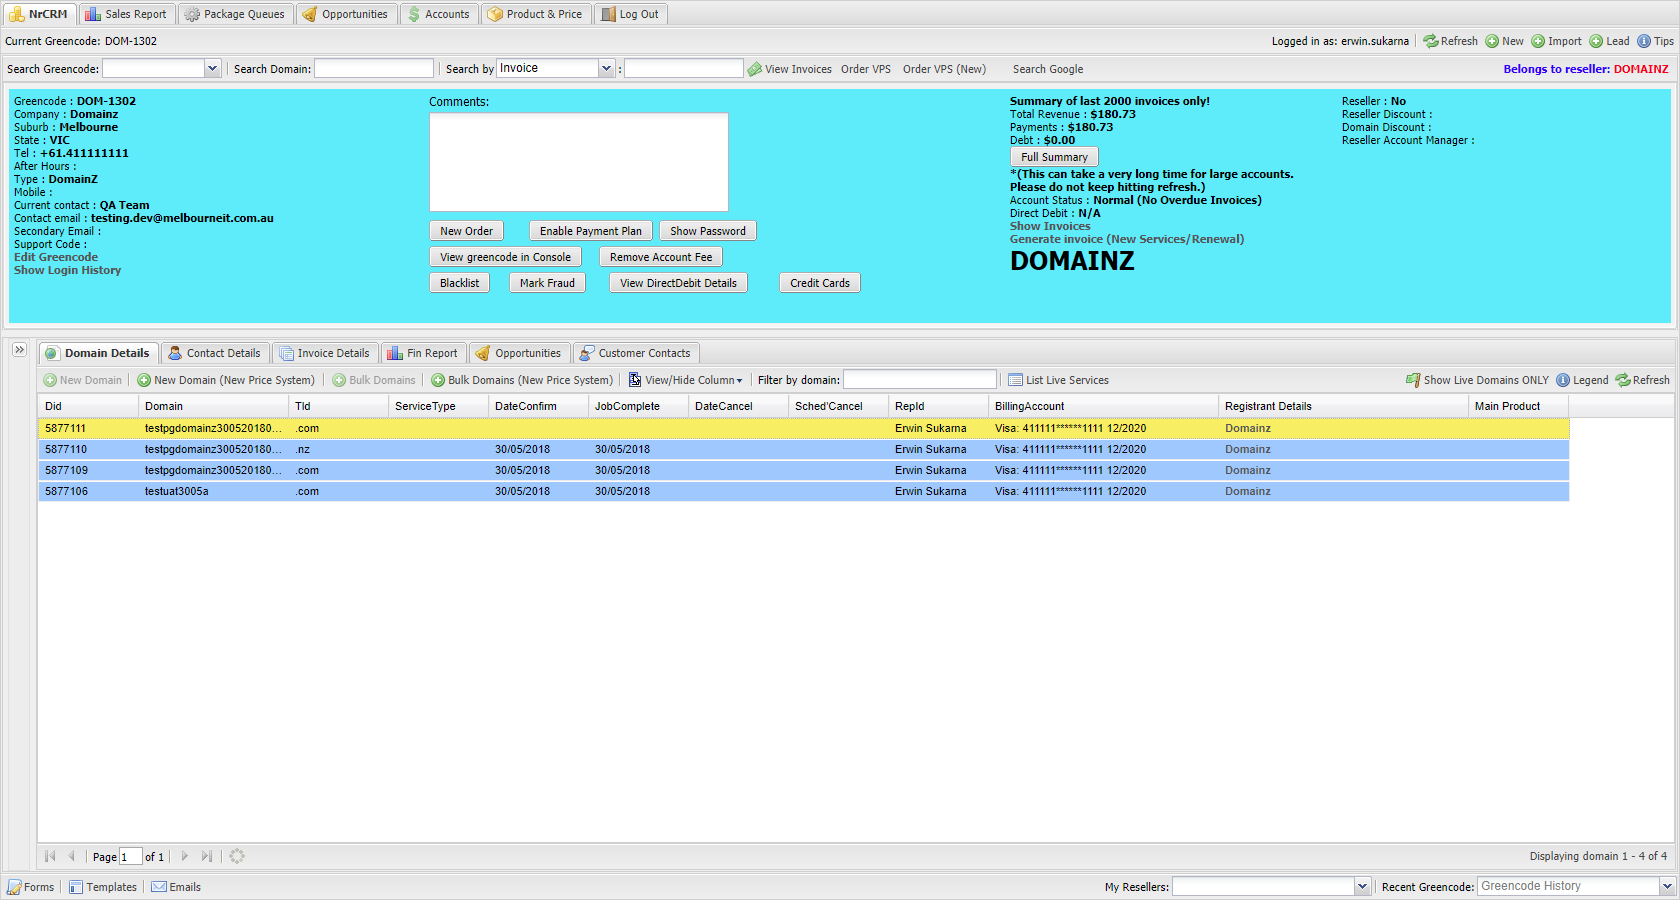 NrCRM Sales Report Package Queues Opportunities Accounts Product & Price Log Out
Current Greencode: DOM-1302 Logged in as: erwin.sukarna Refresh New Import Lead Tips
Search Greencode: Search Domain: Search by Invoice : View Invoices Order VPS Order VPS (New) Search Google Belongs to reseller: DOMAINZ
Greencode : DOM-1302
Company : Domainz
Suburb : Melbourne
State : VIC
Tel : +61.411111111
After Hours :
Type : DomainZ
Mobile :
Current contact : QA Team
Contact email : testing.dev@melbourneit.com.au
Secondary Email :
Support Code :
Edit Greencode
Show Login History
Comments:
New Order Enable Payment Plan Show Password
View greencode in Console Remove Account Fee
Blacklist Mark Fraud View DirectDebit Details Credit Cards
Summary of last 2000 invoices only!
Total Revenue : $180.73
Payments : $180.73
Debt : $0.00
Full Summary
*(This can take a very long time for large accounts.
Please do not keep hitting refresh.)
Account Status : Normal (No Overdue Invoices)
Direct Debit : N/A
Show Invoices
Generate invoice (New Services/Renewal)
DOMAINZ
Reseller : No
Reseller Discount :
Domain Discount :
Reseller Account Manager :
Domain Details Contact Details Invoice Details Fin Report Opportunities Customer Contacts
New Domain New Domain (New Price System) Bulk Domains Bulk Domains (New Price System) View/Hide Column Filter by domain: List Live Services Show Live Domains ONLY Legend Refresh
Did Domain Tld ServiceType DateConfirm JobComplete DateCancel Sched'Cancel RepId BillingAccount Registrant Details Main Product
5877111 testpgdomainz300520180... .com Erwin Sukarna Visa: 411111******1111 12/2020 Domainz
5877110 testpgdomainz300520180... .nz 30/05/2018 30/05/2018 Erwin Sukarna Visa: 411111******1111 12/2020 Domainz
5877109 testpgdomainz300520180... .com 30/05/2018 30/05/2018 Erwin Sukarna Visa: 411111******1111 12/2020 Domainz
5877106 testuat3005a .com 30/05/2018 30/05/2018 Erwin Sukarna Visa: 411111******1111 12/2020 Domainz
Page 1 of 1 Displaying domain 1 - 4 of 4
Forms Templates Emails My Resellers: Recent Greencode: Greencode History